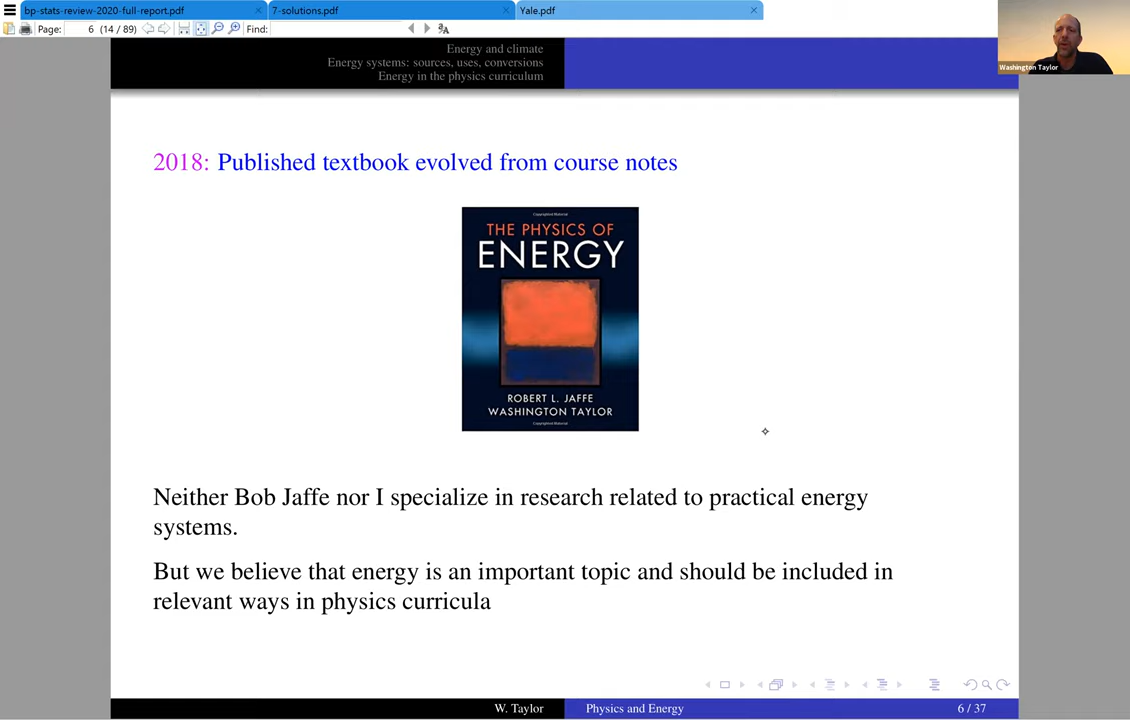 bp-stats-review-2020-full-report.pdf
7-solutions.pdf
Yale.pdf
Page:
6 (14 / 89)
Find:
Washington Taylor
Energy and climate
Energy systems: sources, uses, conversions
Energy in the physics curriculum
2018: Published textbook evolved from course notes
Copyrighted Material
THE PHYSICS OF
ENERGY
ROBERT L. JAFFE
WASHINGTON TAYLOR
Copyrighted Material
Neither Bob Jaffe nor I specialize in research related to practical energy
systems.
But we believe that energy is an important topic and should be included in
relevant ways in physics curricula
W. Taylor
Physics and Energy
6 / 37